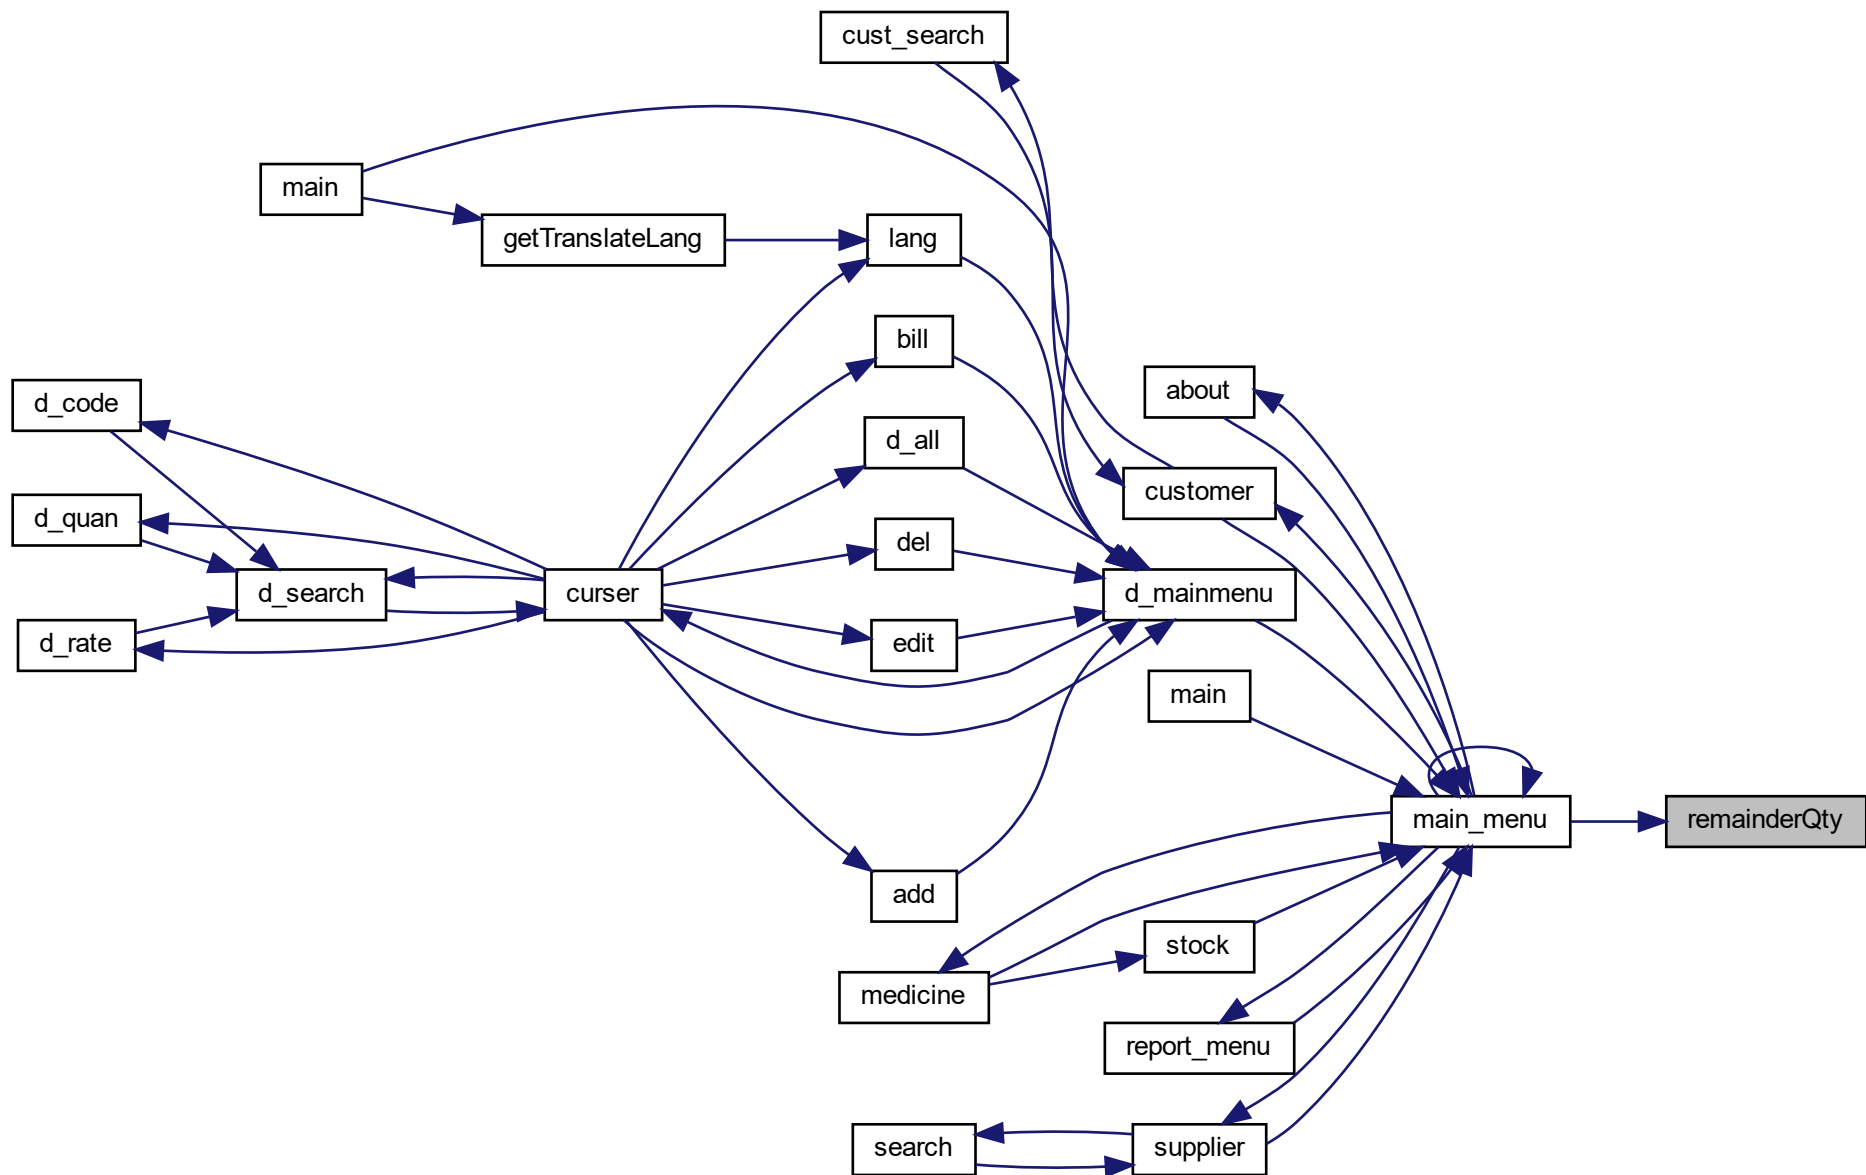 cust_search
main
getTranslateLang
lang
bill
about
d_code
d_all
customer
d_quan
del
d_search
curser
d_mainmenu
d_rate
edit
main
main_menu
remainderQty
add
stock
medicine
report_menu
search
supplier